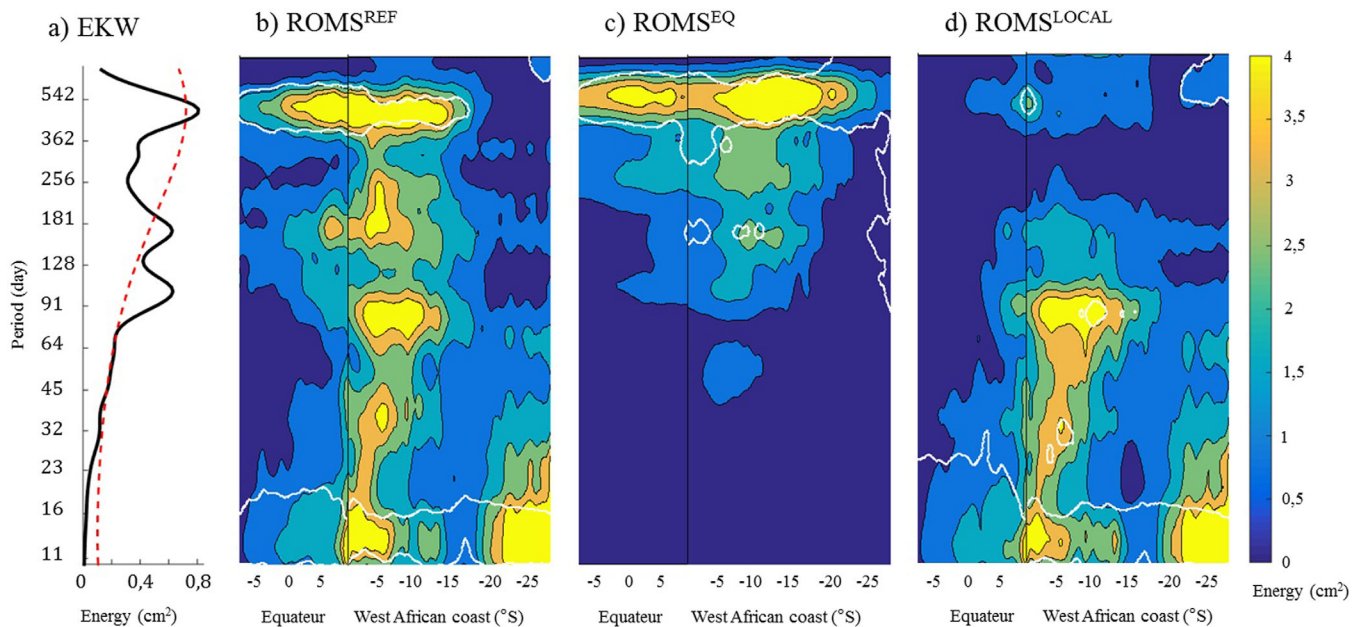 a) EKW
b) ROMSREF
c) ROMSEQ
d) ROMSLOCAL
Period (day)
542
362
256
181
128
91
64
45
32
23
16
11
0 0,4 0,8
Energy (cm2)
-5 0 5 -5 -10 -15 -20 -25
Equateur West African coast (°S)
-5 0 5 -5 -10 -15 -20 -25
Equateur West African coast (°S)
-5 0 5 -5 -10 -15 -20 -25
Equateur West African coast (°S)
4
3,5
3
2,5
2
1,5
1
0,5
0
Energy (cm2)